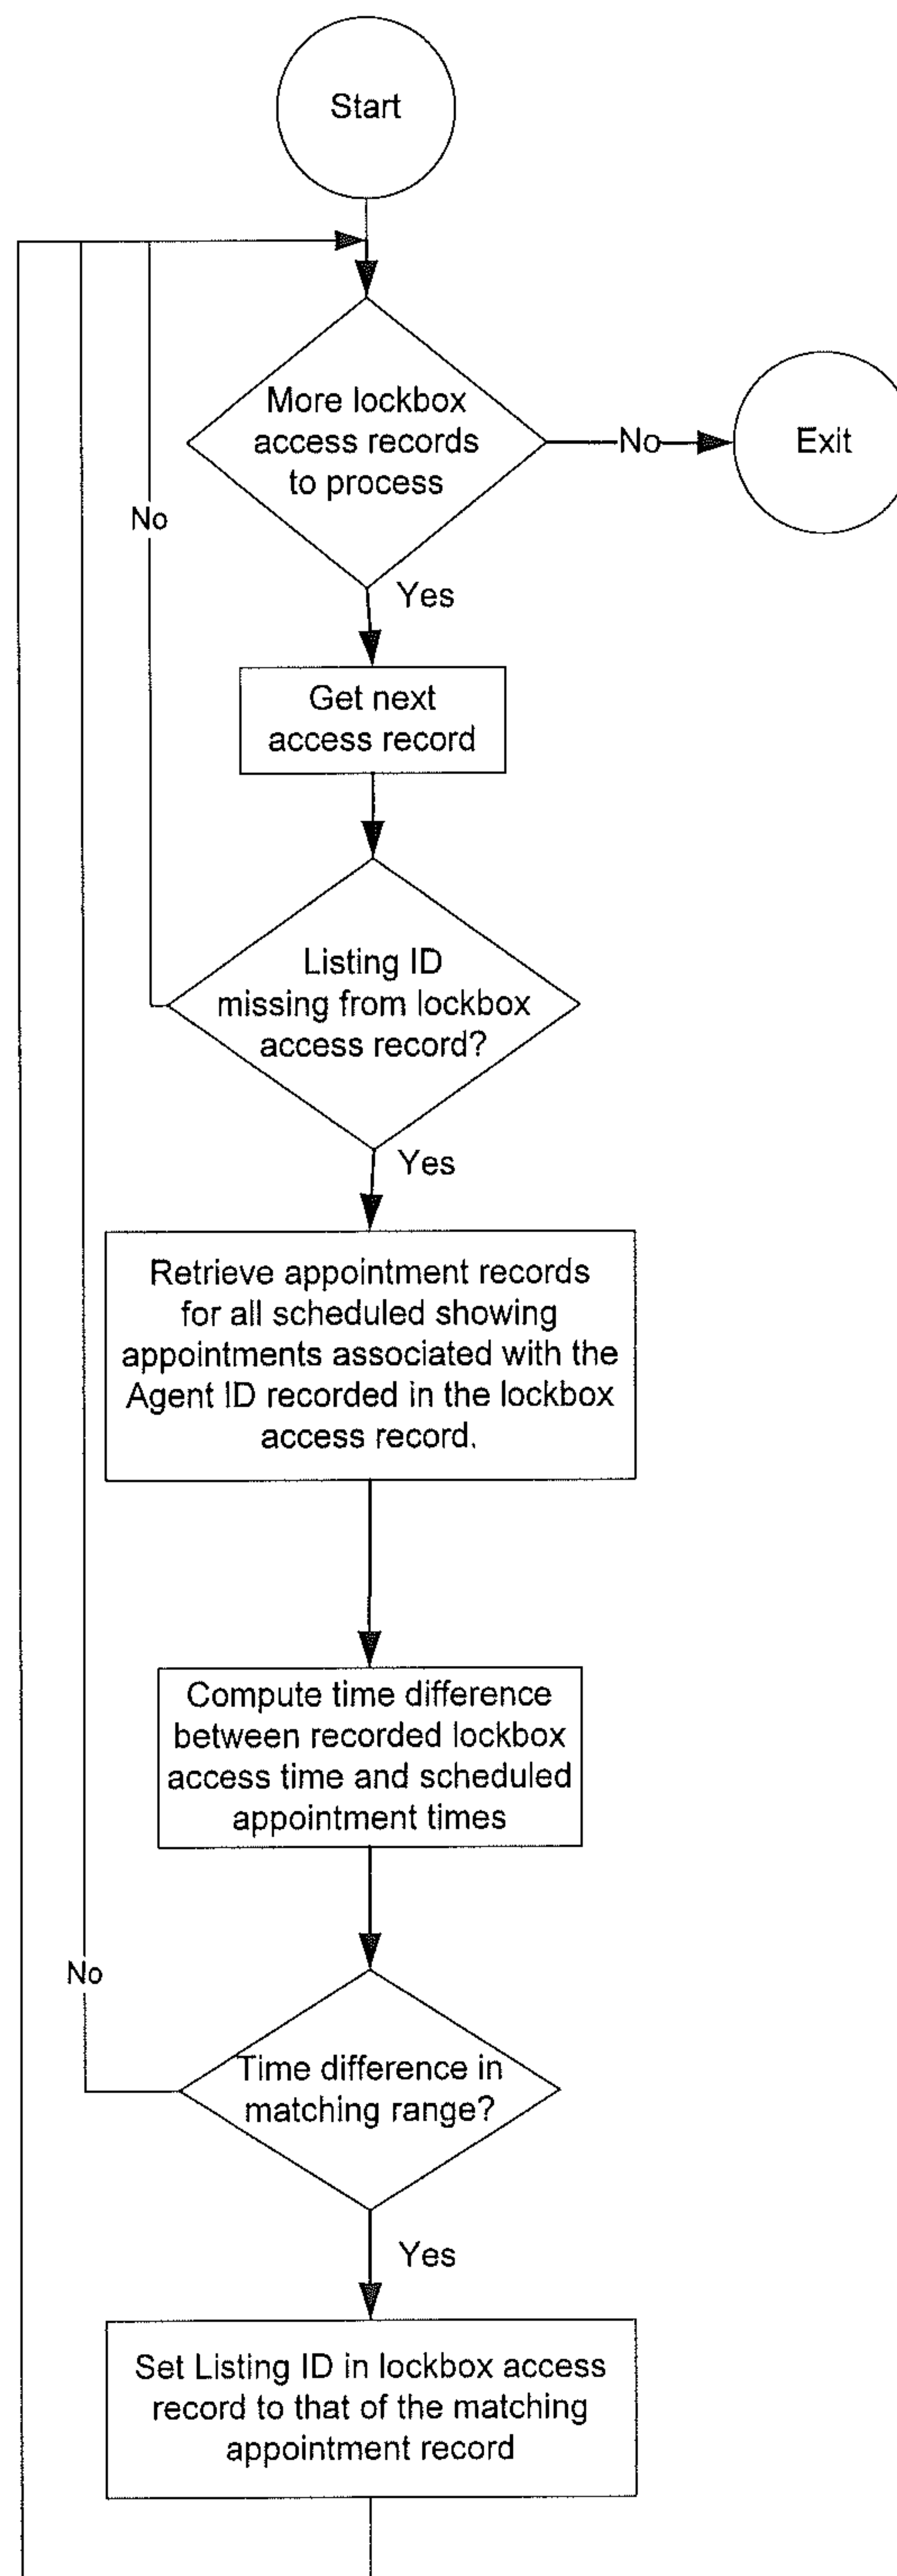 Start
More lockbox
access records
to process
No
Exit
No
Yes
Get next
access record
Listing ID
missing from lockbox
access record?
Yes
Retrieve appointment records
for all scheduled showing
appointments associated with the
Agent ID recorded in the lockbox
access record.
Compute time difference
between recorded lockbox
access time and scheduled
appointment times
No
Time difference in
matching range?
Yes
Set Listing ID in lockbox access
record to that of the matching
appointment record